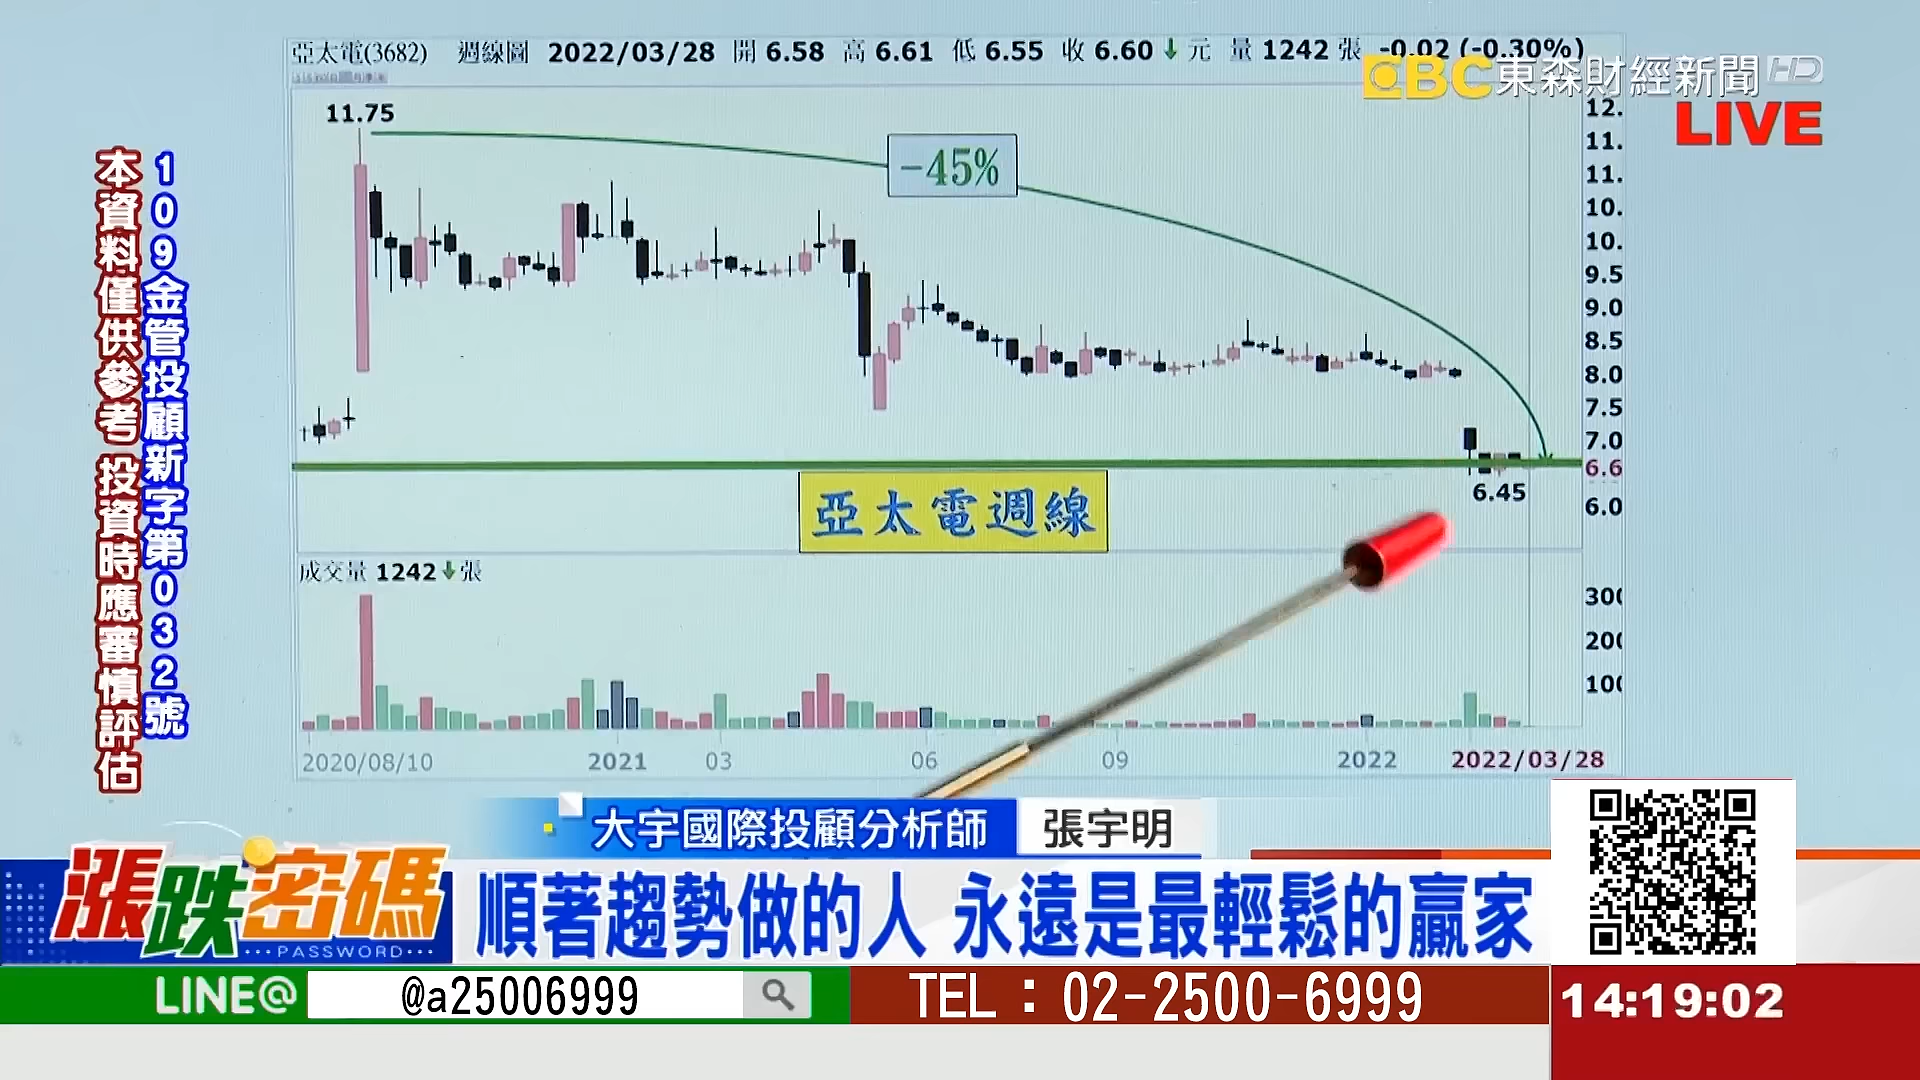 亞太電(3682) 週線圖 2022/03/28 開 6.58 高 6.61 低 6.55 收 6.60↓元 量 1242 張 -0.02 (-0.30%)
EBC東森財經新聞HD
LIVE
11.75
-45%
12.
11.
11.
10.
10.
9.5
9.0
8.5
8.0
7.5
7.0
6.6
6.0
6.45
亞太電週線
成交量 1242↓張
300
200
100
2020/08/10 2021 03 06 09 2022 2022/03/28
109金管投顧新字第032號
本資料僅供參考 投資時應審慎評估
大宇國際投顧分析師 張宇明
漲跌密碼
PASSWORD
順著趨勢做的人 永遠是最輕鬆的贏家
LINE@ @a25006999
TEL：02-2500-6999
14:19:02